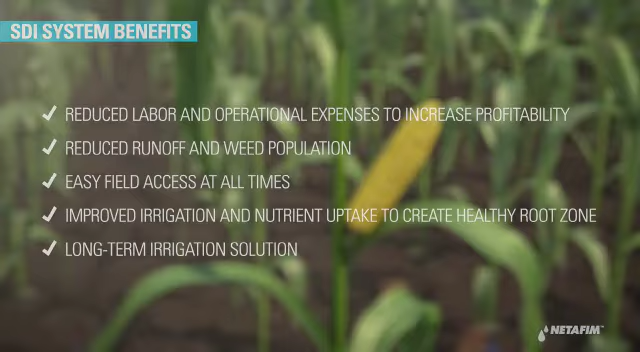 SDI SYSTEM BENEFITS
✓ REDUCED LABOR AND OPERATIONAL EXPENSES TO INCREASE PROFITABILITY
✓ REDUCED RUNOFF AND WEED POPULATION
✓ EASY FIELD ACCESS AT ALL TIMES
✓ IMPROVED IRRIGATION AND NUTRIENT UPTAKE TO CREATE HEALTHY ROOT ZONE
✓ LONG-TERM IRRIGATION SOLUTION
NETAFIM™